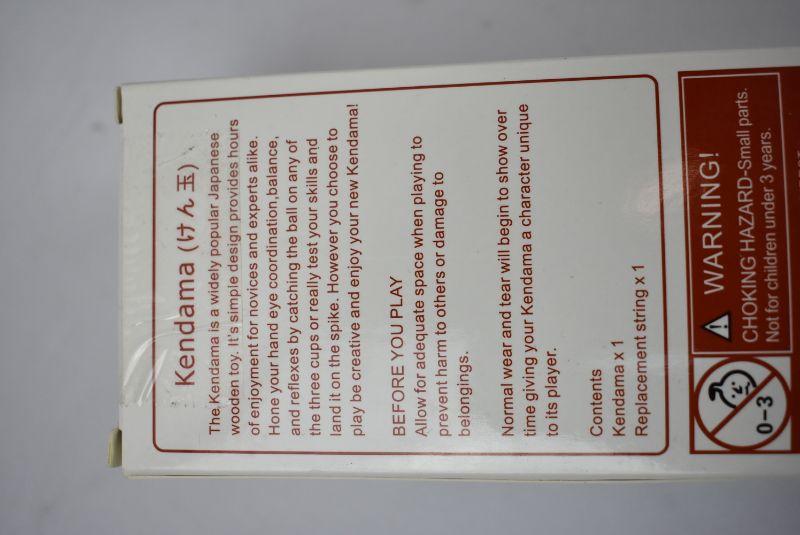 Kendama (けん玉)
The Kendama is a widely popular Japanese
wooden toy. It's simple design provides hours
of enjoyment for novices and experts alike.
Hone your hand eye coordination,balance,
and reflexes by catching the ball on any of
the three cups or really test your skills and
land it on the spike. However you choose to
play be creative and enjoy your new Kendama!
BEFORE YOU PLAY
Allow for adequate space when playing to
prevent harm to others or damage to
belongings.
Normal wear and tear will begin to show over
time giving your Kendama a character unique
to its player.
Contents
Kendama x 1
Replacement string x 1
WARNING!
CHOKING HAZARD-Small parts.
Not for children under 3 years.
0-3